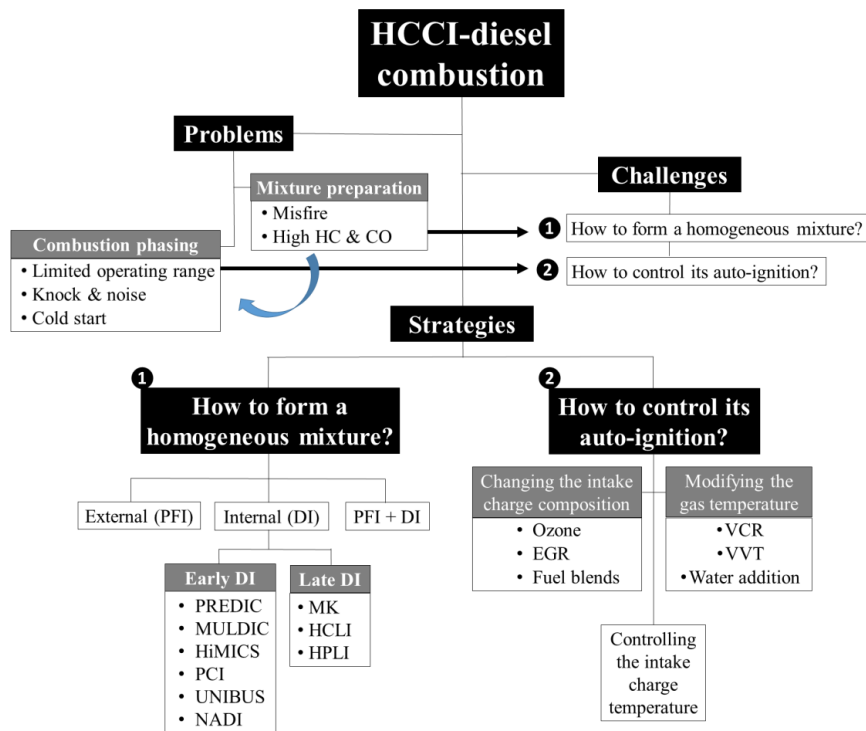 HCCI-diesel
combustion
Problems
Mixture preparation
• Misfire
• High HC & CO
Combustion phasing
• Limited operating range
• Knock & noise
• Cold start
Challenges
❶ How to form a homogeneous mixture?
❷ How to control its auto-ignition?
Strategies
❶
How to form a
homogeneous mixture?
External (PFI)
Internal (DI)
PFI + DI
Early DI
• PREDIC
• MULDIC
• HiMICS
• PCI
• UNIBUS
• NADI
Late DI
• MK
• HCLI
• HPLI
❷
How to control its
auto-ignition?
Changing the intake
charge composition
• Ozone
• EGR
• Fuel blends
Modifying the
gas temperature
• VCR
• VVT
• Water addition
Controlling
the intake
charge
temperature